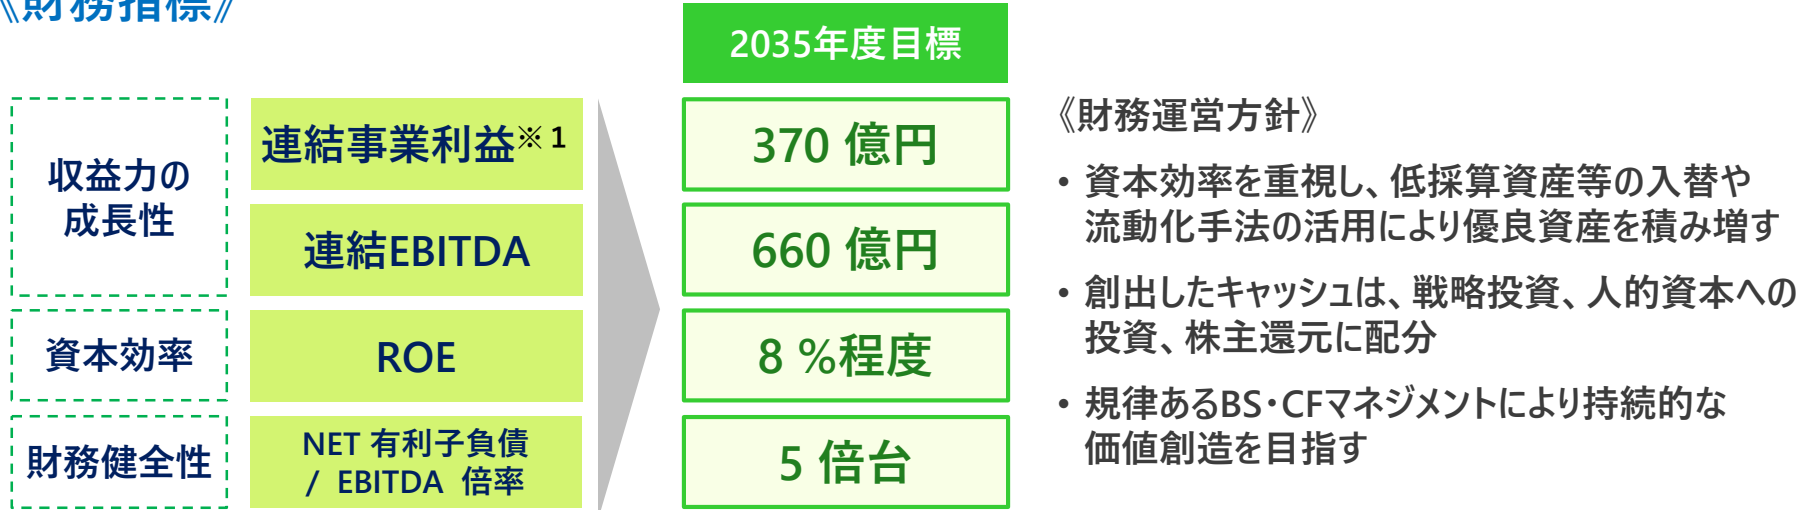 《財務指標》
2035年度目標
収益力の
成長性
連結事業利益※1
370 億円
連結EBITDA
660 億円
資本効率
ROE
8 %程度
財務健全性
NET 有利子負債
/ EBITDA 倍率
5 倍台
《財務運営方針》
・資本効率を重視し、低採算資産等の入替や
流動化手法の活用により優良資産を積み増す
・創出したキャッシュは、戦略投資、人的資本への
投資、株主還元に配分
・規律あるBS・CFマネジメントにより持続的な
価値創造を目指す